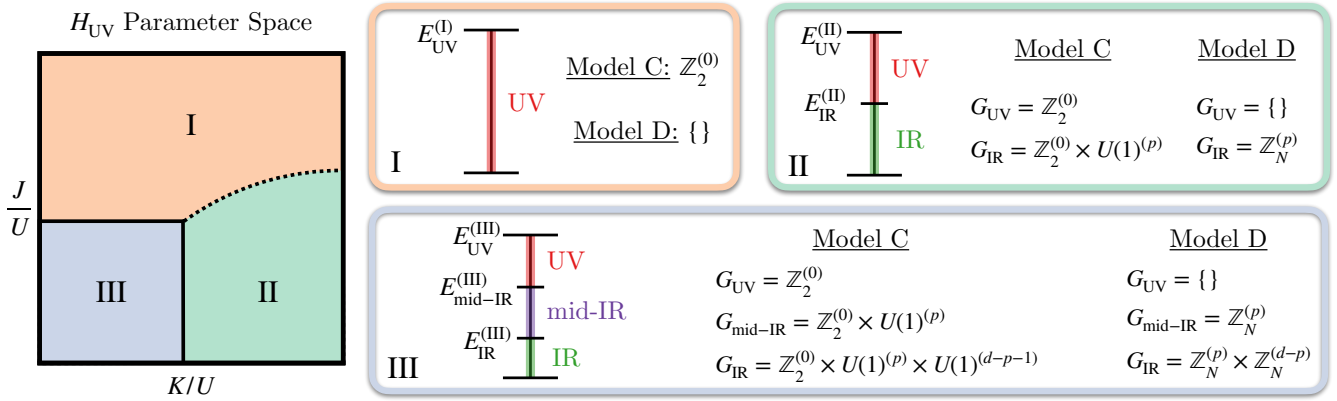 H_UV Parameter Space
J/U
I
II
III
K/U
E_UV^(I)
UV
Model C: ℤ_2^(0)
Model D: {}
I
E_UV^(II)
E_IR^(II)
UV
IR
Model C
G_UV = ℤ_2^(0)
G_IR = ℤ_2^(0) × U(1)^(p)
Model D
G_UV = {}
G_IR = ℤ_N^(p)
II
E_UV^(III)
E_mid−IR^(III)
E_IR^(III)
UV
mid-IR
IR
Model C
G_UV = ℤ_2^(0)
G_mid−IR = ℤ_2^(0) × U(1)^(p)
G_IR = ℤ_2^(0) × U(1)^(p) × U(1)^(d−p−1)
Model D
G_UV = {}
G_mid−IR = ℤ_N^(p)
G_IR = ℤ_N^(p) × ℤ_N^(d−p)
III